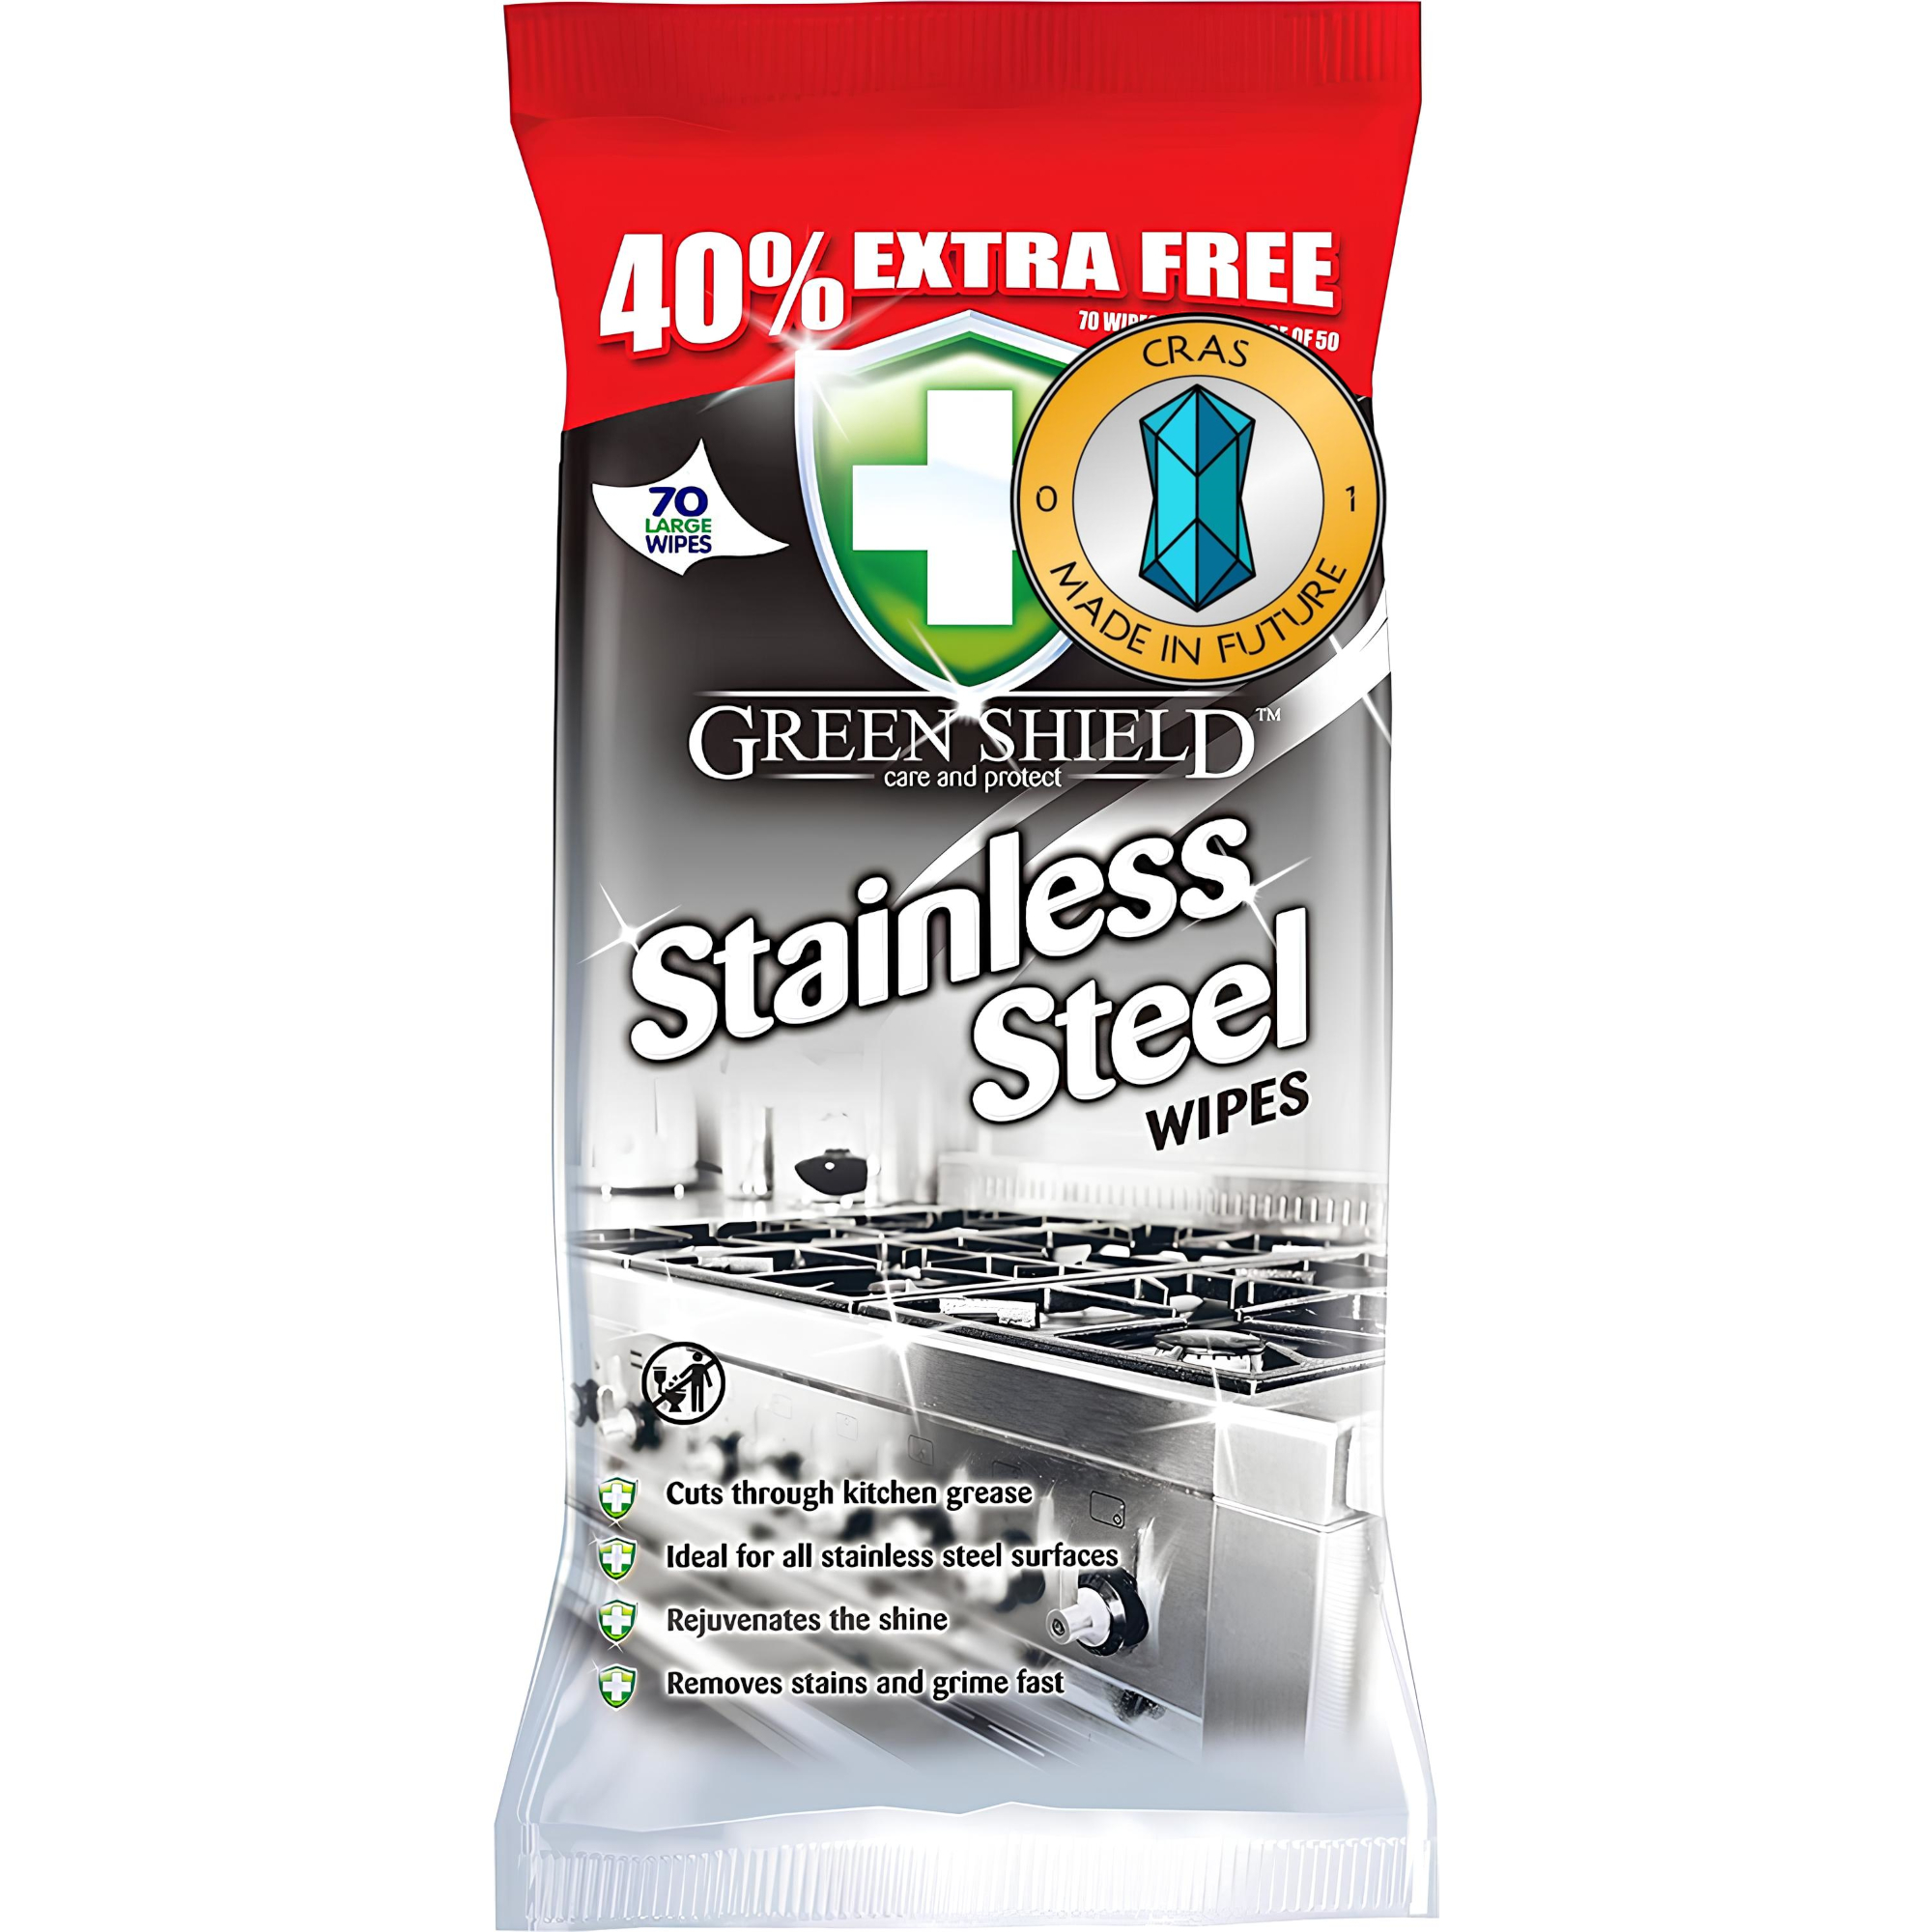 40% EXTRA FREE
70 OF 50
CRAS
0 1
MADE IN FUTURE
70
LARGE
WIPES
GREEN SHIELD™
care and protect
Stainless
Steel
WIPES
Cuts through kitchen grease
Ideal for all stainless steel surfaces
Rejuvenates the shine
Removes stains and grime fast